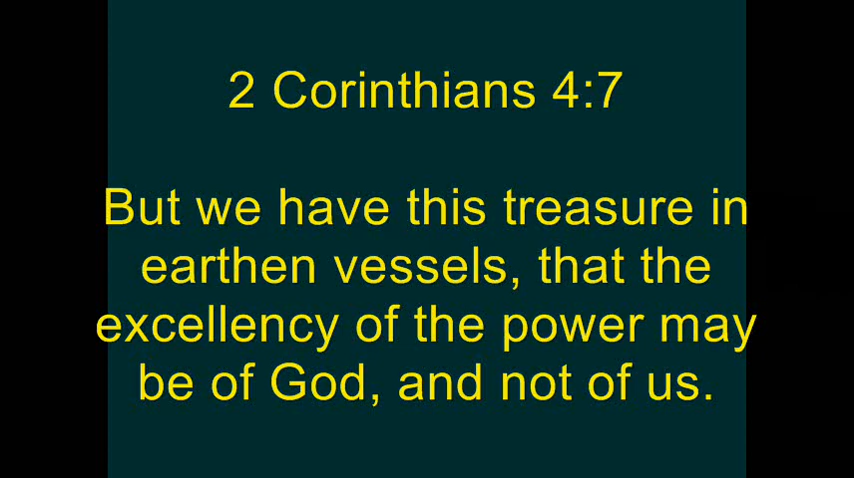 2 Corinthians 4:7
But we have this treasure in
earthen vessels, that the
excellency of the power may
be of God, and not of us.